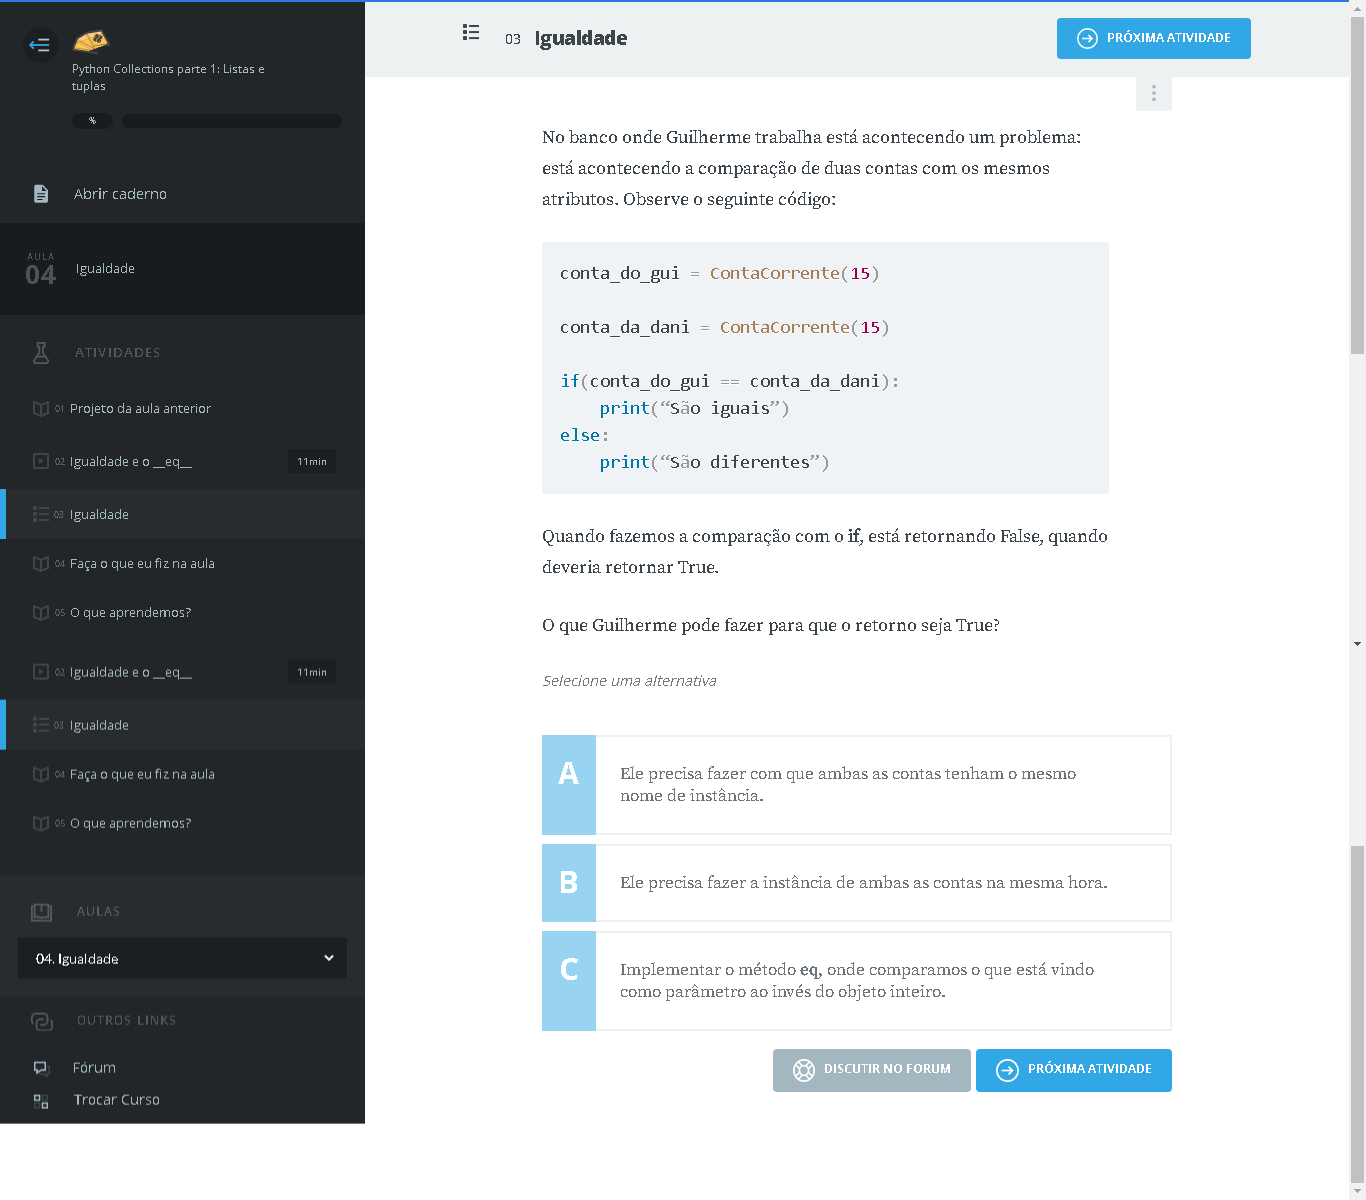 Python Collections parte 1: Listas e
tuplas
%
Abrir caderno
AULA
04
Igualdade
ATIVIDADES
01 Projeto da aula anterior
02 Igualdade e o __eq__ 11min
03 Igualdade
04 Faça o que eu fiz na aula
05 O que aprendemos?
02 Igualdade e o __eq__ 11min
03 Igualdade
04 Faça o que eu fiz na aula
05 O que aprendemos?
AULAS
04. Igualdade
OUTROS LINKS
Fórum
Trocar Curso
03 Igualdade
PRÓXIMA ATIVIDADE
No banco onde Guilherme trabalha está acontecendo um problema:
está acontecendo a comparação de duas contas com os mesmos
atributos. Observe o seguinte código:
conta_do_gui = ContaCorrente(15)
conta_da_dani = ContaCorrente(15)
if(conta_do_gui == conta_da_dani):
    print(“São iguais”)
else:
    print(“São diferentes”)
Quando fazemos a comparação com o if, está retornando False, quando
deveria retornar True.
O que Guilherme pode fazer para que o retorno seja True?
Selecione uma alternativa
A
Ele precisa fazer com que ambas as contas tenham o mesmo
nome de instância.
B
Ele precisa fazer a instância de ambas as contas na mesma hora.
C
Implementar o método eq, onde comparamos o que está vindo
como parâmetro ao invés do objeto inteiro.
DISCUTIR NO FORUM
PRÓXIMA ATIVIDADE